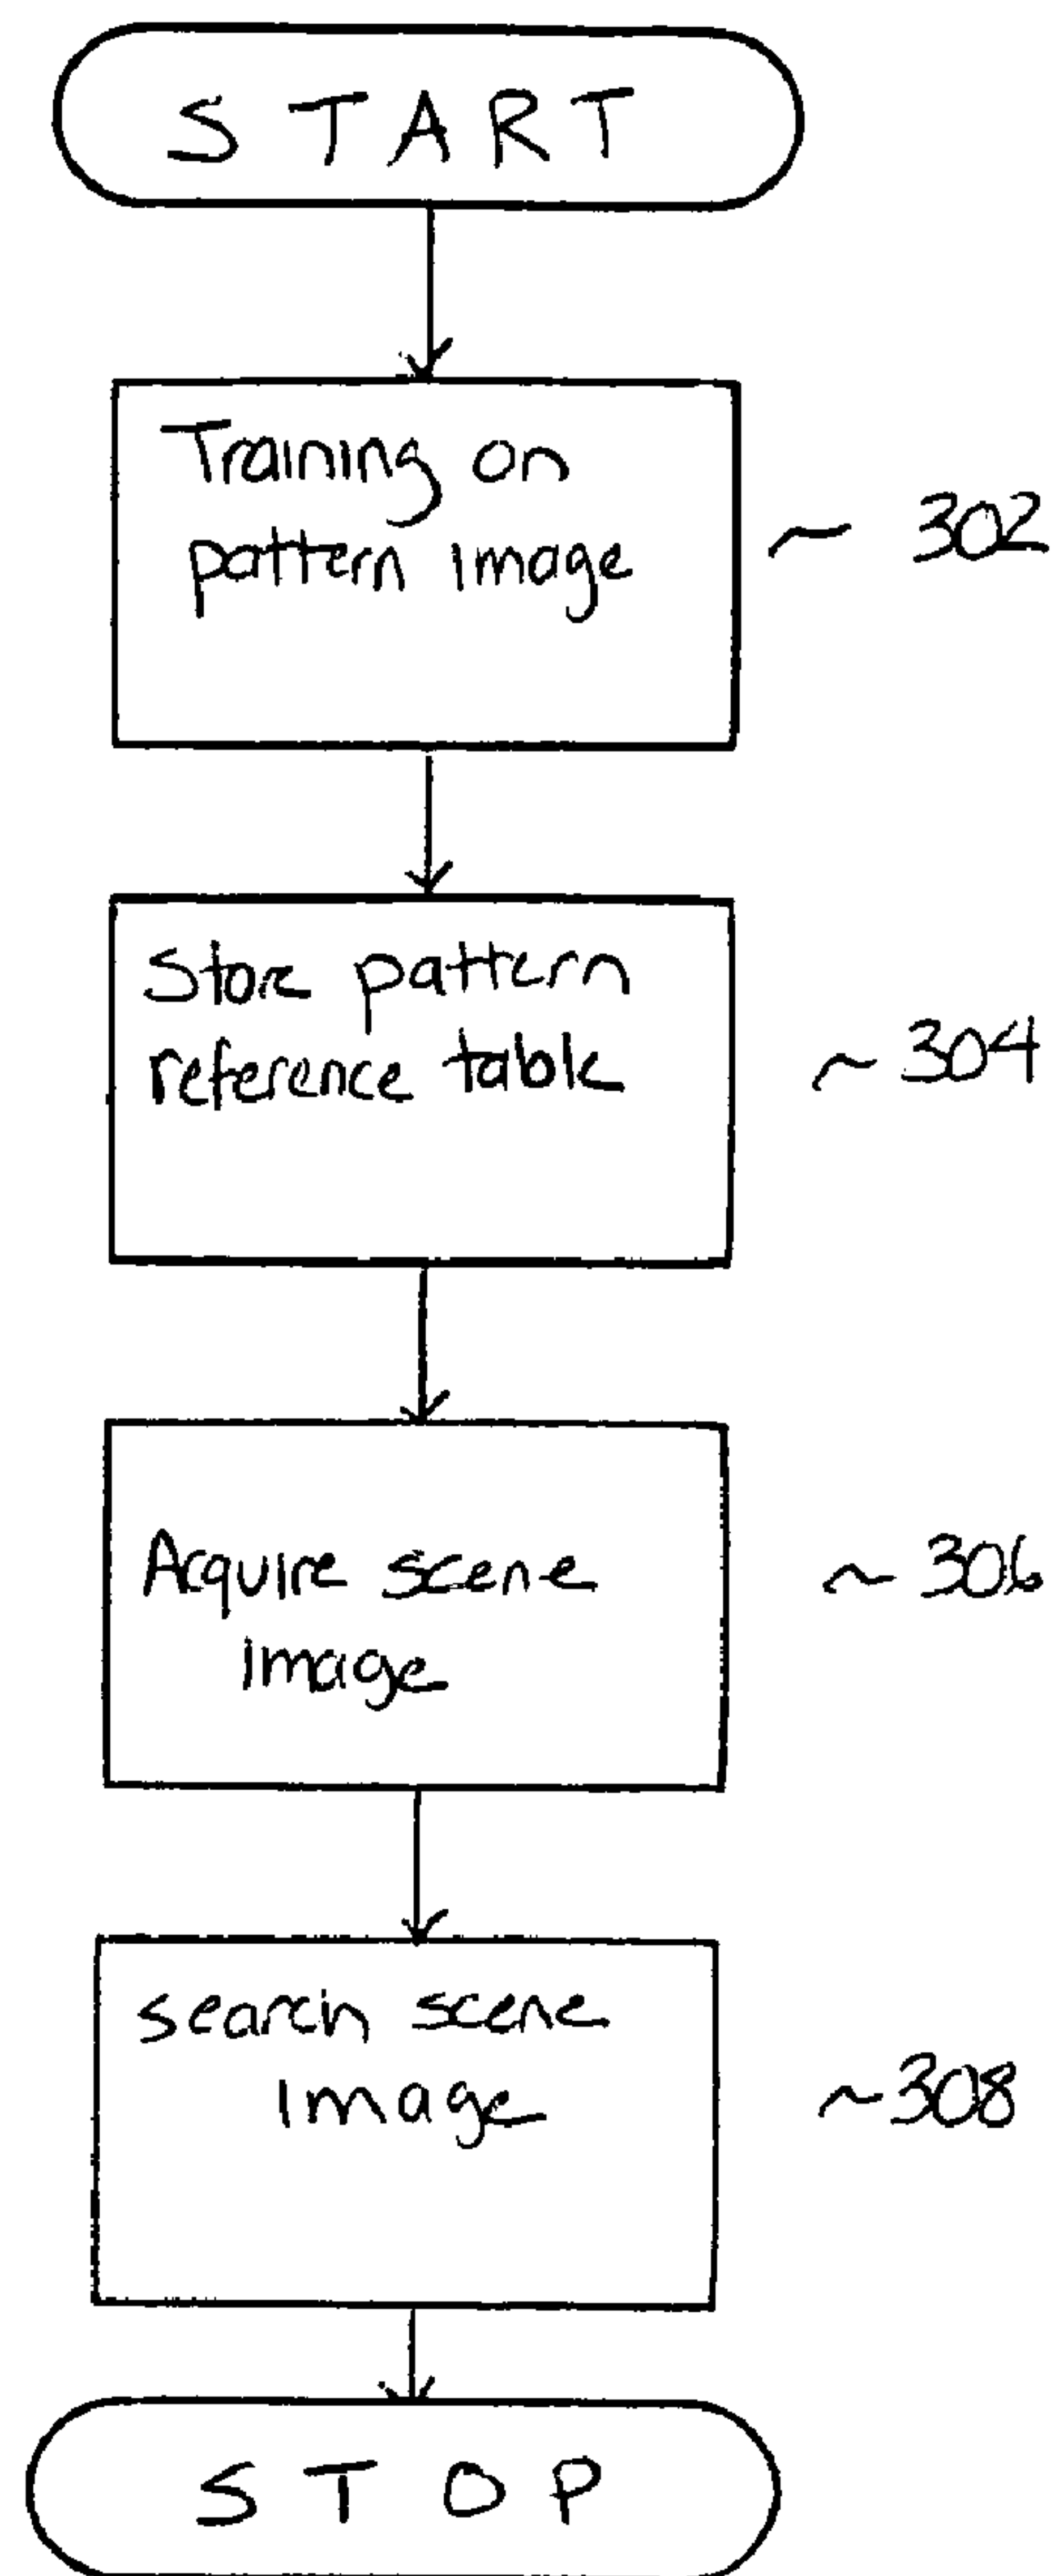 START
Training on
pattern image
~ 302
Store pattern
reference table
~ 304
Acquire scene
image
~ 306
search scene
image
~308
STOP